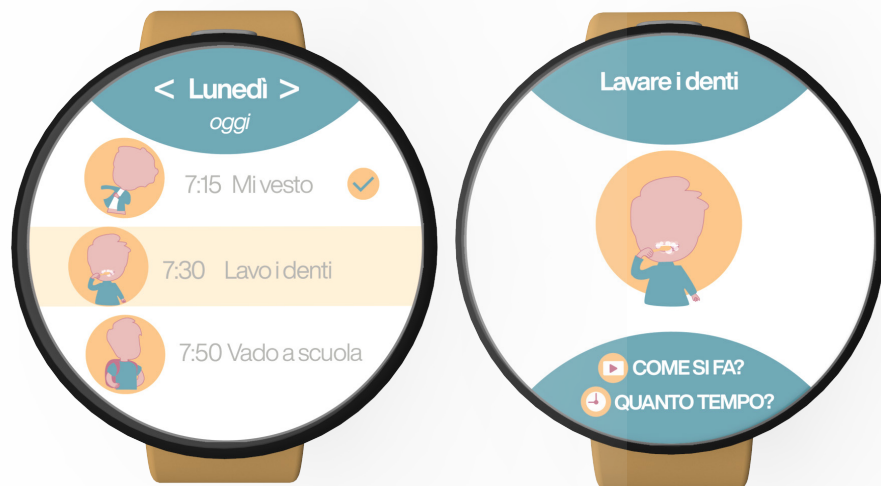 < Lunedì >
oggi
7:15 Mi vesto
7:30 Lavo i denti
7:50 Vado a scuola
Lavare i denti
COME SI FA?
QUANTO TEMPO?